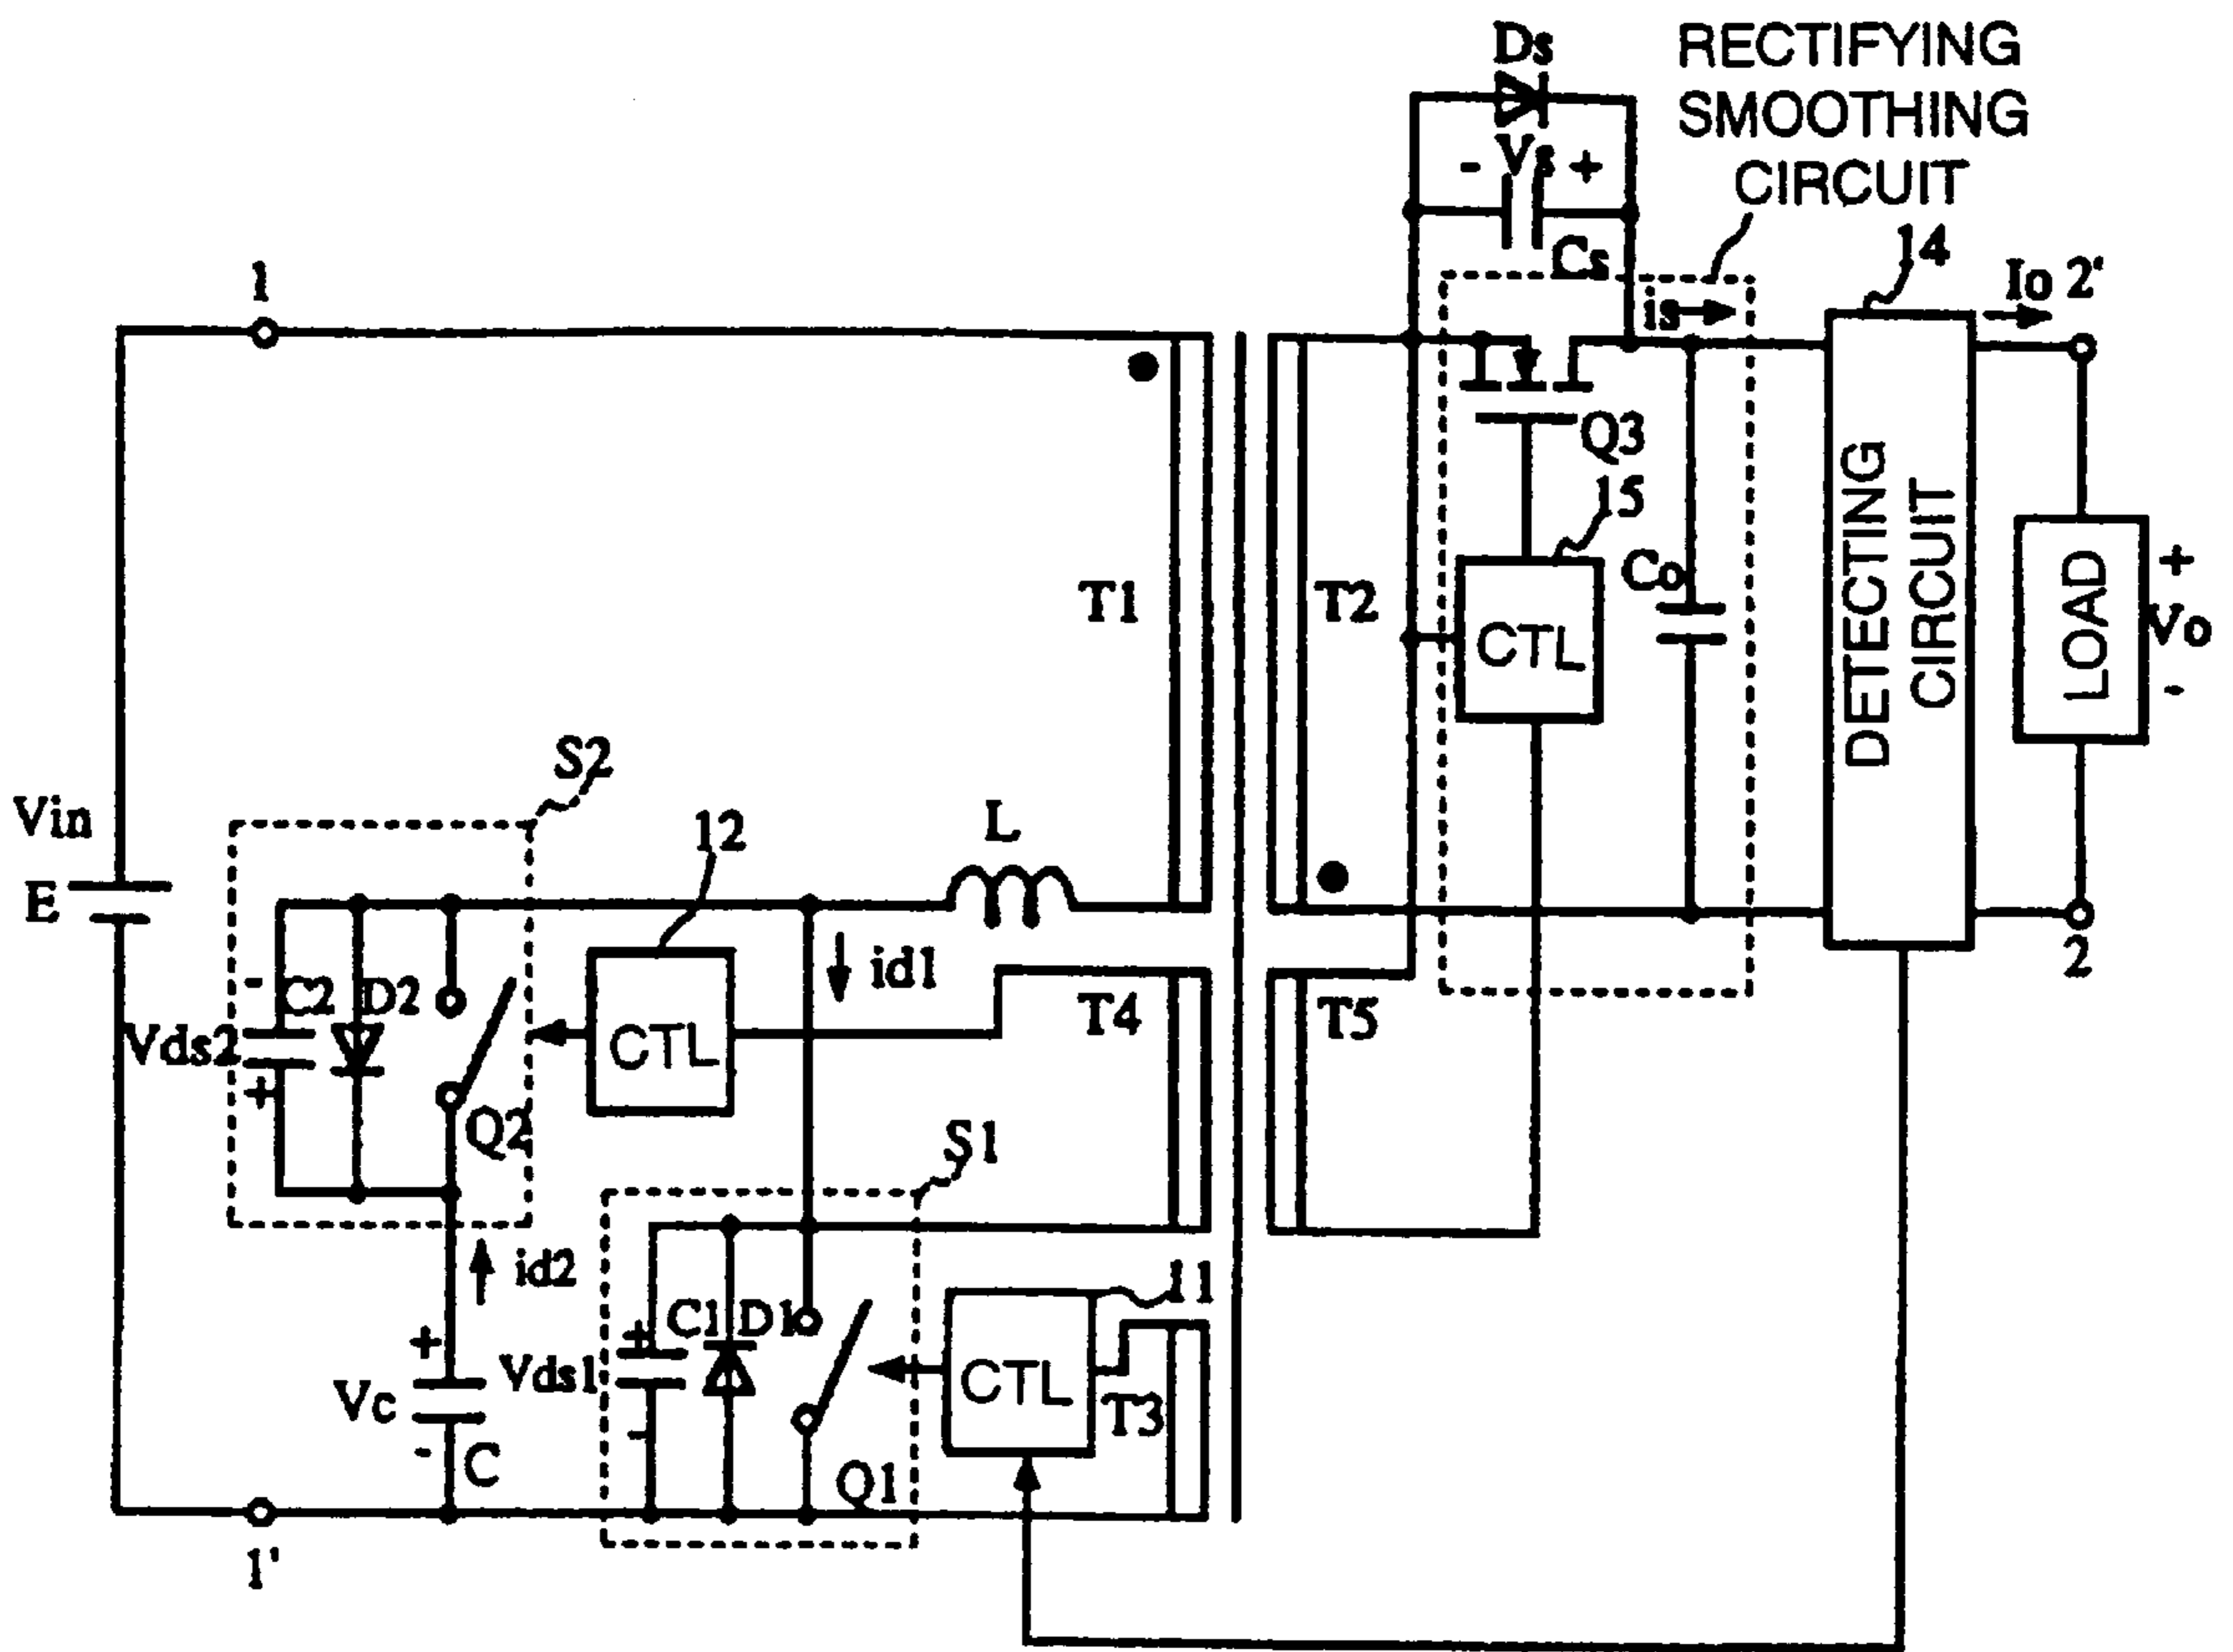 Ds
RECTIFYING
SMOOTHING
CIRCUIT
- Vs +
Cs
14
1
is
Io 2'
Q3
15
T1
T2
CTL
Co
DETECTING
CIRCUIT
LOAD
+
Vo
-
S2
Vin
12
L
E
2
- C2 D2
id1
T4
T5
Vds2
CTL
+
Q2
S1
id2
11
+
C1 D1
+
Vds1
CTL
Vc
T3
-
-
C
Q1
1'